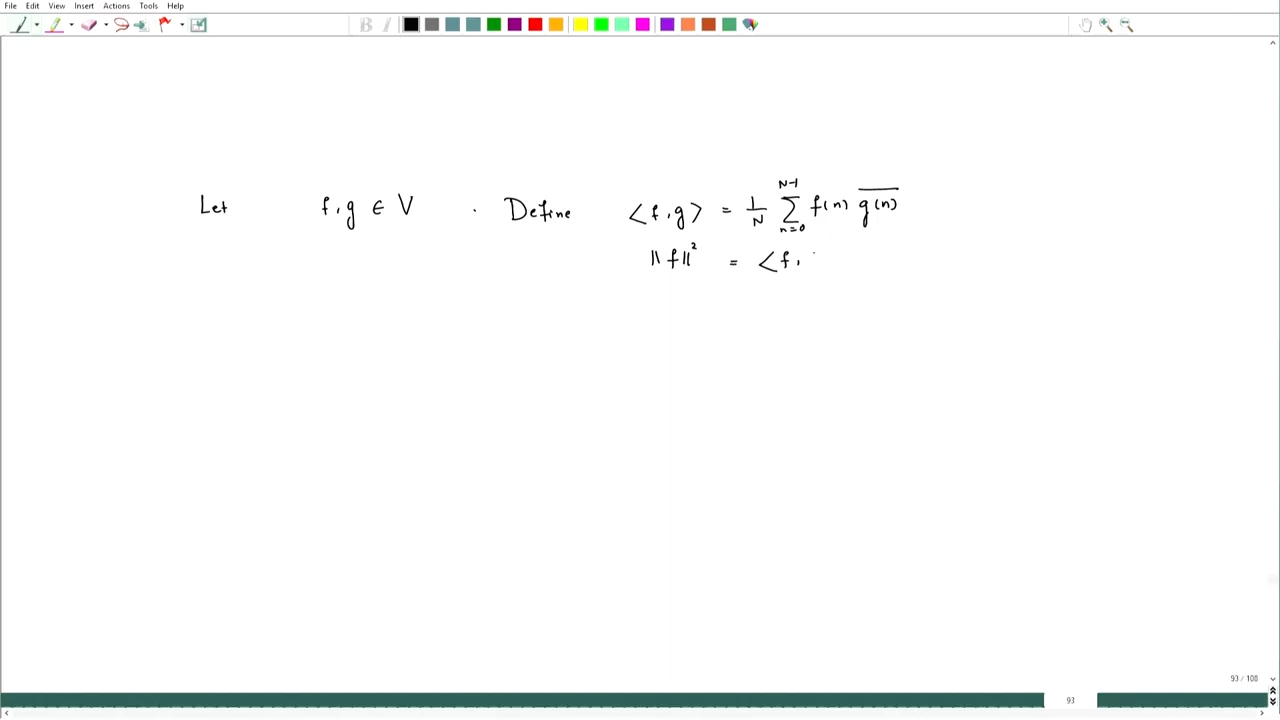 File Edit View Insert Actions Tools Help
B I
Let f, g ∈ V . Define <f, g> = 1/N ∑_{n=0}^{N-1} f(n) \overline{g(n)}
||f||² = <f,
93 / 108
93